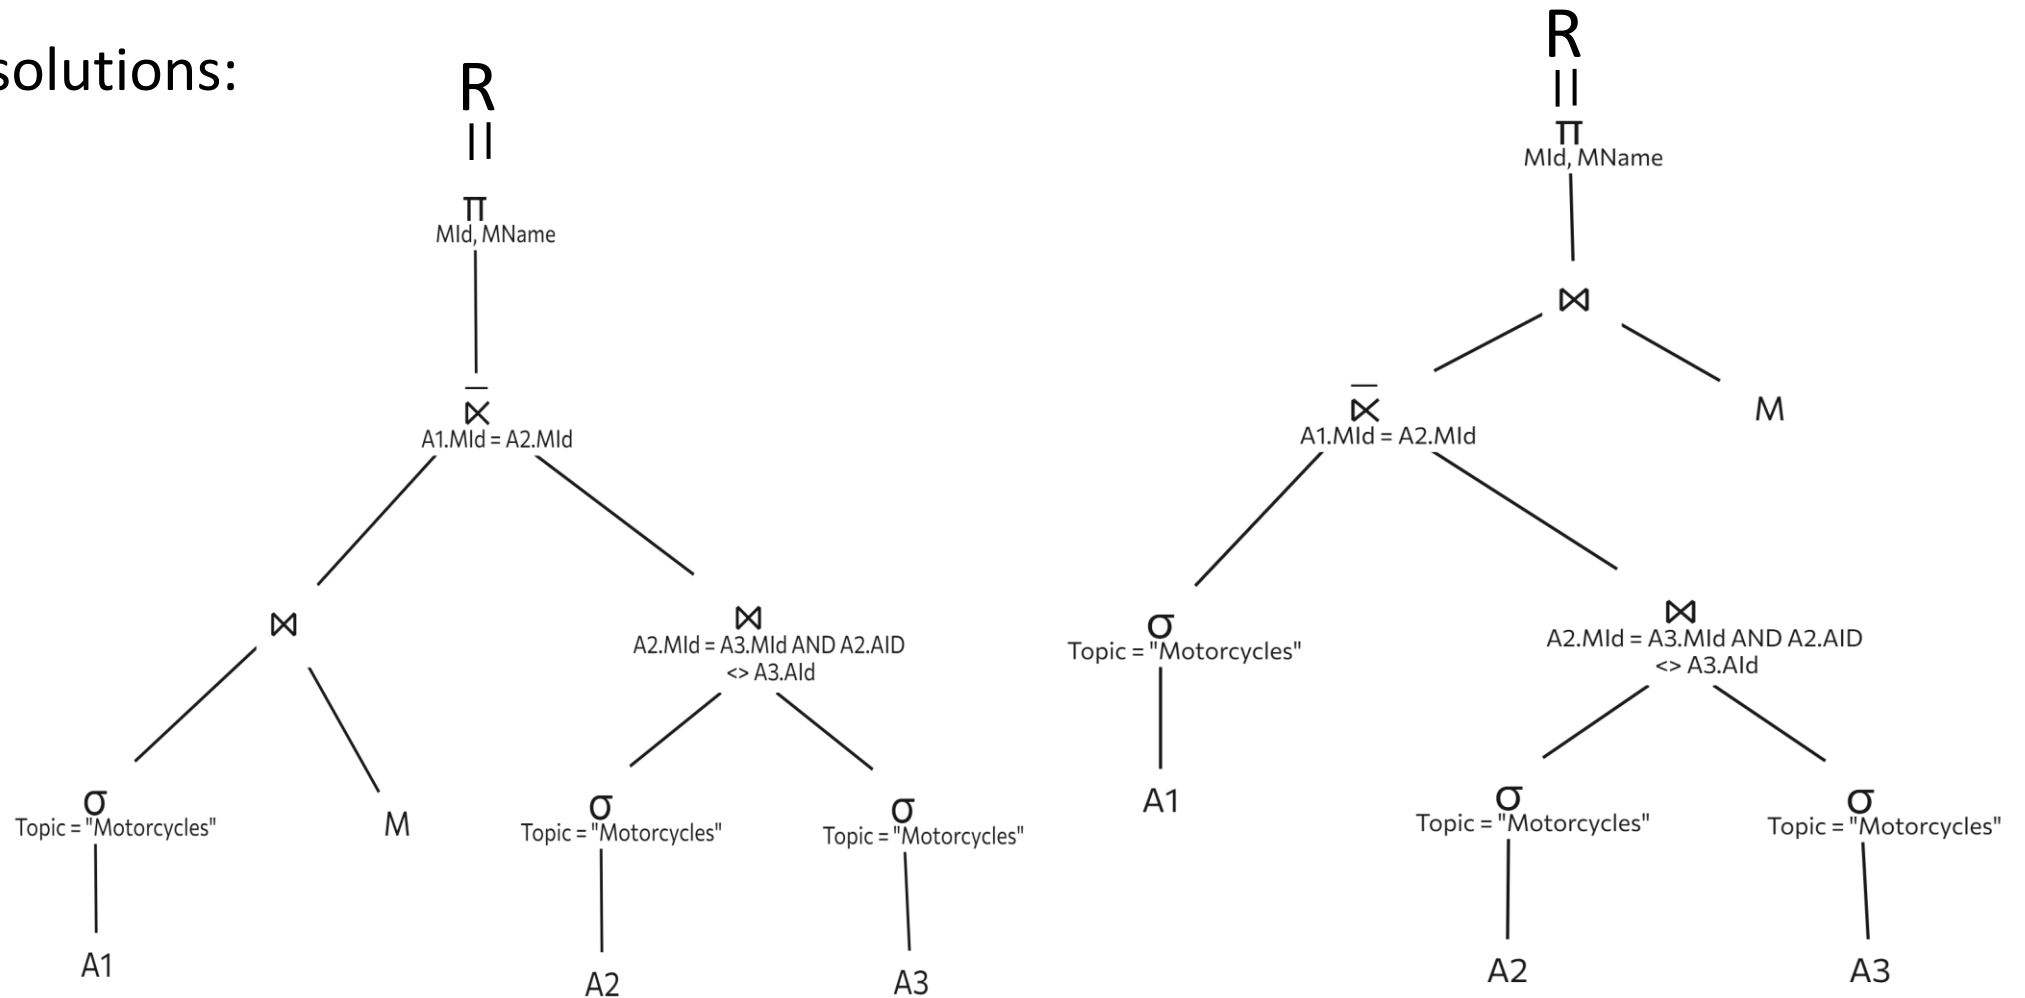 solutions:
R
||
π
MId, MName
⋉
A1.MId = A2.MId
⋈
⋈
A2.MId = A3.MId AND A2.AID
<> A3.AId
σ
Topic = "Motorcycles"
M
σ
Topic = "Motorcycles"
σ
Topic = "Motorcycles"
A1
A2
A3
R
||
π
MId, MName
⋈
⋉
A1.MId = A2.MId
M
σ
Topic = "Motorcycles"
⋈
A2.MId = A3.MId AND A2.AID
<> A3.AId
A1
σ
Topic = "Motorcycles"
σ
Topic = "Motorcycles"
A2
A3